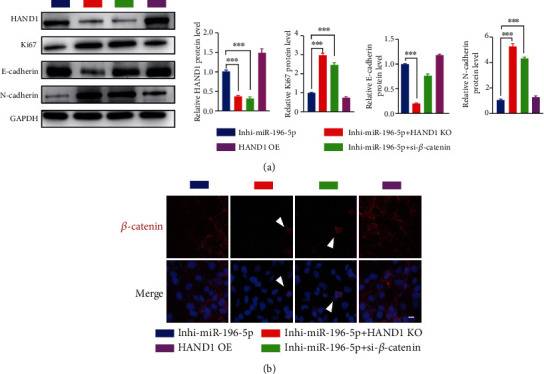 HAND1
Ki67
E-cadherin
N-cadherin
GAPDH
Relative HAND1 protein level
2.0
1.5
1.0
0.5
0.0
***
***
Relative Ki67 protein level
4
3
2
1
0
***
***
Relative E-cadherin
protein level
1.5
1.0
0.5
0.0
***
Relative N-cadherin
protein level
6
4
2
0
***
***
Inhi-miR-196-5p
Inhi-miR-196-5p+HAND1 KO
HAND1 OE
Inhi-miR-196-5p+si-β-catenin
(a)
β-catenin
Merge
Inhi-miR-196-5p
Inhi-miR-196-5p+HAND1 KO
HAND1 OE
Inhi-miR-196-5p+si-β-catenin
(b)